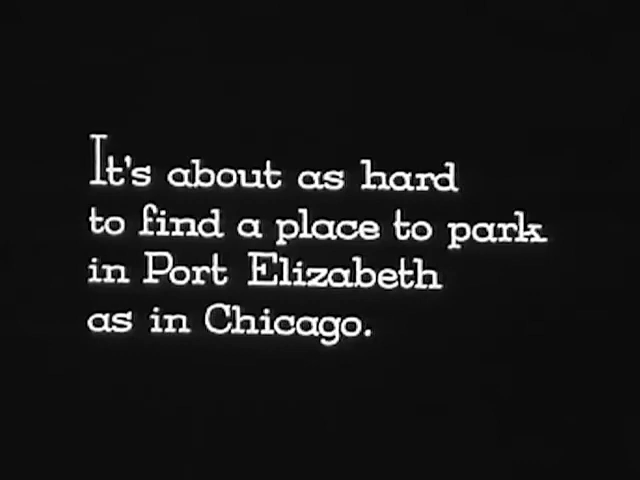 It's about as hard
to find a place to park
in Port Elizabeth
as in Chicago.